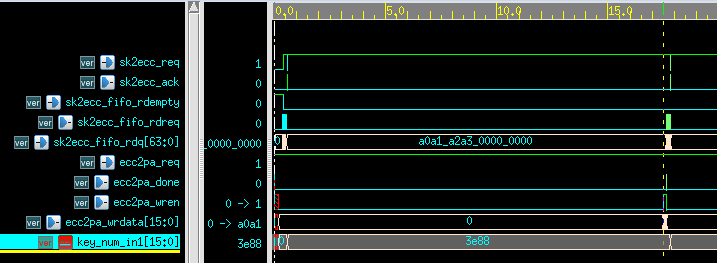 0.0 5.0 10.0 15.0
ver sk2ecc_req 1
ver sk2ecc_ack 0
ver sk2ecc_fifo_rdempty 0
ver sk2ecc_fifo_rdreq 0
ver sk2ecc_fifo_rdq[63:0] _0000_0000 0 a0a1_a2a3_0000_0000
ver ecc2pa_req 1
ver ecc2pa_done 0
ver ecc2pa_wren 0 -> 1
ver ecc2pa_wrdata[15:0] 0 -> a0a1 0
ver key_num_in1[15:0] 3e88 3e88